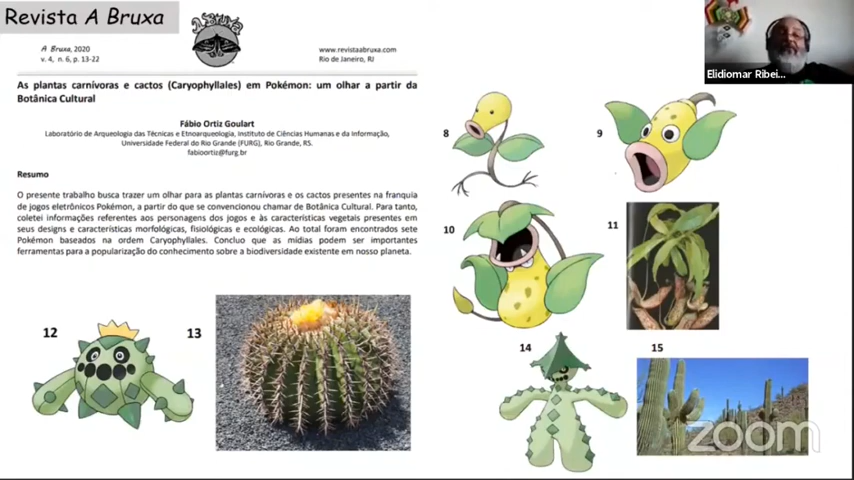 Revista A Bruxa
A Bruxa
A Bruxa, 2020
v. 4, n. 6, p. 13-22
www.revistaabruxa.com
Rio de Janeiro, RJ
As plantas carnívoras e cactos (Caryophyllales) em Pokémon: um olhar a partir da
Botânica Cultural
Fábio Ortiz Goulart
Laboratório de Arqueologia das Técnicas e Etnoarqueologia, Instituto de Ciências Humanas e da Informação,
Universidade Federal do Rio Grande (FURG), Rio Grande, RS.
fabioortiz@furg.br
Resumo
O presente trabalho busca trazer um olhar para as plantas carnívoras e os cactos presentes na franquia
de jogos eletrônicos Pokémon, a partir do que se convencionou chamar de Botânica Cultural. Para tanto,
coletei informações referentes aos personagens dos jogos e às características vegetais presentes em
seus designs e características morfológicas, fisiológicas e ecológicas. Ao total foram encontrados sete
Pokémon baseados na ordem Caryophyllales. Concluo que as mídias podem ser importantes
ferramentas para a popularização do conhecimento sobre a biodiversidade existente em nosso planeta.
12
13
Elidiomar Ribei...
8
9
10
11
14
15
zoom